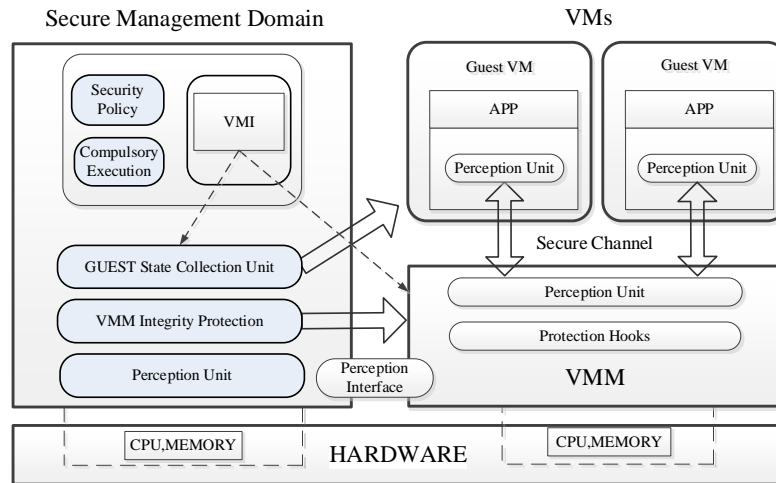 Secure Management Domain
VMs
Security
Policy
Compulsory
Execution
VMI
GUEST State Collection Unit
VMM Integrity Protection
Perception Unit
Guest VM
APP
Perception Unit
Guest VM
APP
Perception Unit
Secure Channel
Perception Unit
Protection Hooks
VMM
Perception
Interface
CPU,MEMORY
HARDWARE
CPU,MEMORY